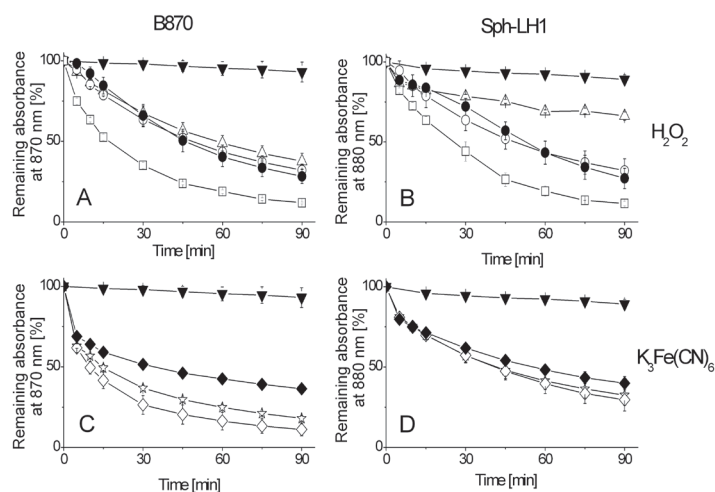 B870
Sph-LH1
Remaining absorbance
at 870 nm [%]
100
50
0
A
0
30
60
90
Time [min]
Remaining absorbance
at 880 nm [%]
100
50
0
B
0
30
60
90
Time [min]
H₂O₂
Remaining absorbance
at 870 nm [%]
100
50
0
C
0
30
60
90
Time [min]
Remaining absorbance
at 880 nm [%]
100
50
0
D
0
30
60
90
Time [min]
K₃Fe(CN)₆